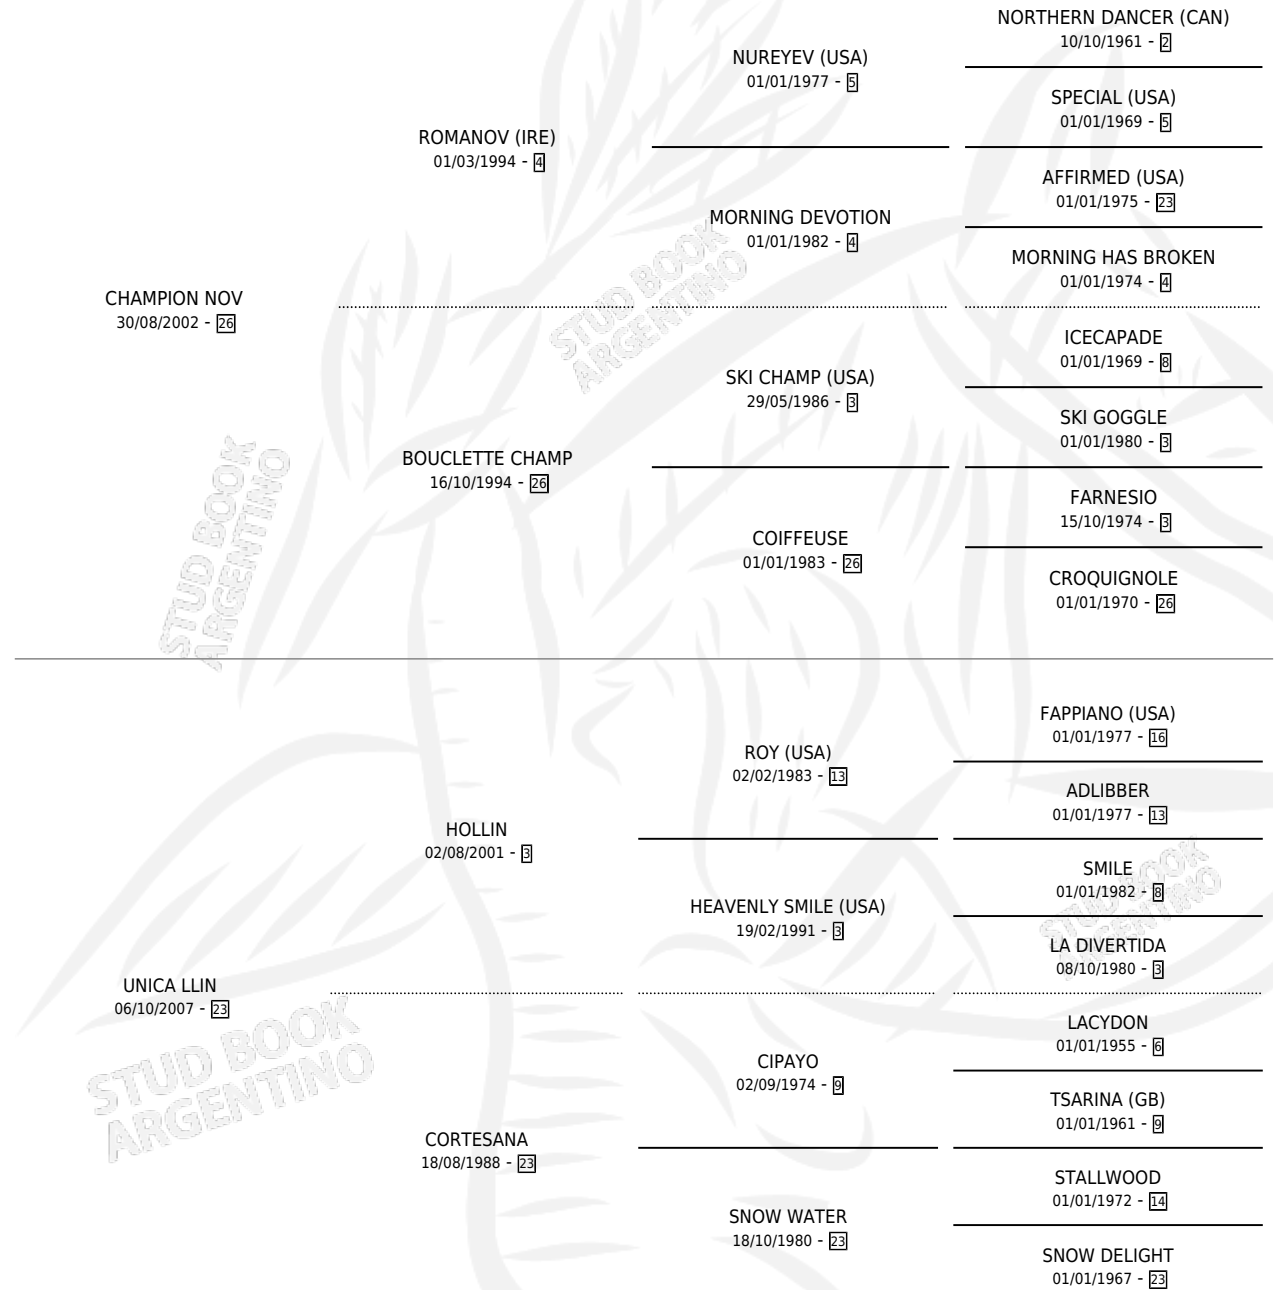 NORTHERN DANCER (CAN)
10/10/1961 - 2
NUREYEV (USA)
01/01/1977 - 5
SPECIAL (USA)
01/01/1969 - 5
ROMANOV (IRE)
01/03/1994 - 4
AFFIRMED (USA)
01/01/1975 - 23
MORNING DEVOTION
01/01/1982 - 4
MORNING HAS BROKEN
01/01/1974 - 4
CHAMPION NOV
30/08/2002 - 26
STUD BOOK
ARGENTINO
ICECAPADE
01/01/1969 - 8
SKI CHAMP (USA)
29/05/1986 - 3
SKI GOGGLE
01/01/1980 - 3
BOUCLETTE CHAMP
16/10/1994 - 26
FARNESIO
15/10/1974 - 3
COIFFEUSE
01/01/1983 - 26
CROQUIGNOLE
01/01/1970 - 26
STUD BOOK
ARGENTINO
FAPPIANO (USA)
01/01/1977 - 16
ROY (USA)
02/02/1983 - 13
ADLIBBER
01/01/1977 - 13
HOLLIN
02/08/2001 - 3
SMILE
01/01/1982 - 8
HEAVENLY SMILE (USA)
19/02/1991 - 3
LA DIVERTIDA
08/10/1980 - 3
STUD BOOK
ARGENTINO
UNICA LLIN
06/10/2007 - 23
STUD BOOK
ARGENTINO
LACYDON
01/01/1955 - 6
CIPAYO
02/09/1974 - 9
TSARINA (GB)
01/01/1961 - 9
CORTESANA
18/08/1988 - 23
STALLWOOD
01/01/1972 - 14
SNOW WATER
18/10/1980 - 23
SNOW DELIGHT
01/01/1967 - 23